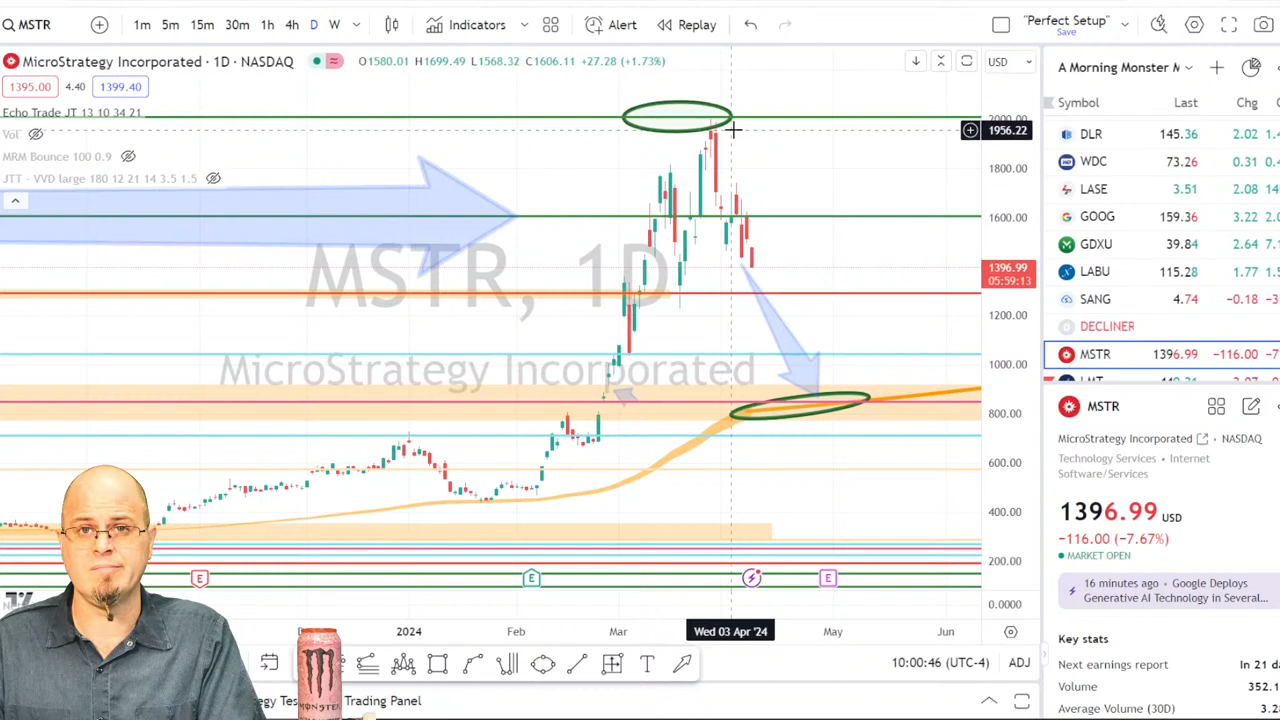 MSTR 1m 5m 15m 30m 1h 4h D W Indicators Alert Replay "Perfect Setup"
Save
MicroStrategy Incorporated · 1D · NASDAQ O1580.01 H1699.49 L1568.32 C1606.11 +27.28 (+1.73%) USD
1395.00 4.40 1399.40
Echo Trade JT 13 10 34 21
Vol
MRM Bounce 100 0.9
JTT · VVD large 180 12 21 14 3.5 1.5
MSTR, 1D
MicroStrategy Incorporated
2000.00
1956.22
1800.00
1600.00
1396.99
05:59:13
1200.00
1000.00
800.00
600.00
400.00
200.00
0.0000
E E E
2024 Feb Mar Wed 03 Apr '24 May Jun
10:00:46 (UTC-4) ADJ
Trading Panel
MONSTER
A Morning Monster M
Symbol Last Chg
DLR 145.36 2.02
WDC 73.26 0.31
LASE 3.51 2.08
GOOG 159.36 3.22
GDXU 39.84 2.64
LABU 115.28 1.77
SANG 4.74 -0.18
DECLINER
MSTR 1396.99 -116.00
MSTR
MicroStrategy Incorporated · NASDAQ
Technology Services · Internet
Software/Services
1396.99 USD
-116.00 (-7.67%)
MARKET OPEN
16 minutes ago · Google Deploys
Generative AI Technology in Several...
Key stats
Next earnings report In 21 d
Volume 352.1
Average Volume (30D)